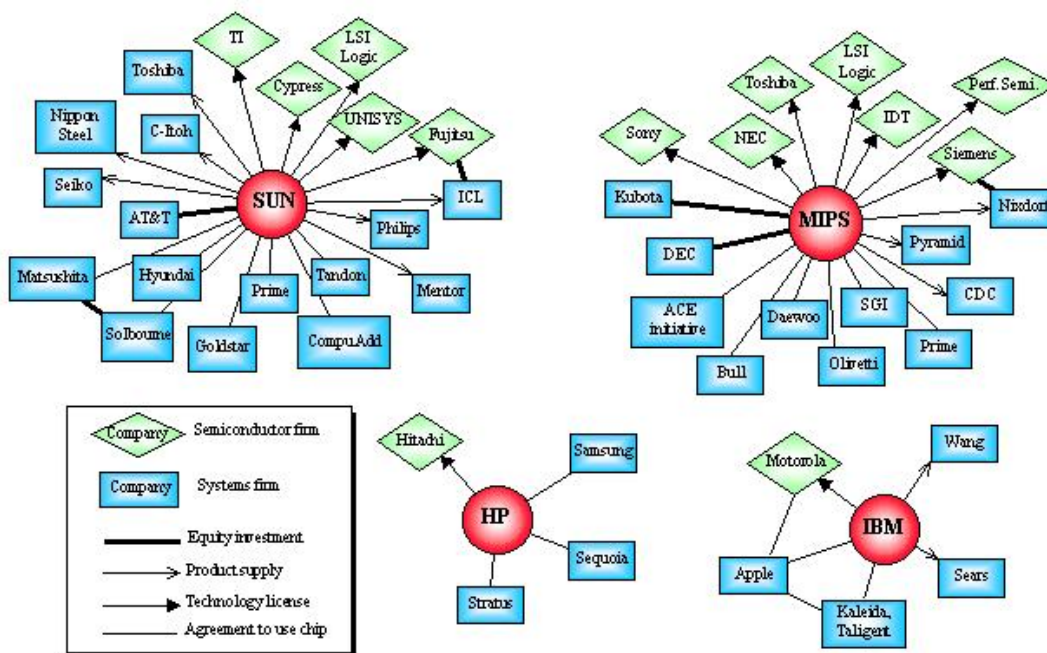 TI
LSI
Logic
Toshiba
Cypress
Nippon
Steel
C-Itoh
UNISYS
Fujitsu
Seiko
SUN
ICL
AT&T
Philips
Matsushita
Hyundai
Prime
Tandon
Mentor
Solbourne
Goldstar
CompuAdd
LSI
Logic
Toshiba
Perf. Semi.
Sony
NEC
IDT
Siemens
Kubota
MIPS
Nixdorf
DEC
Pyramid
ACE
initiative
Daewoo
SGI
CDC
Bull
Olivetti
Prime
Company
Semiconductor firm
Company
Systems firm
Equity investment
Product supply
Technology license
Agreement to use chip
Hitachi
Samsung
HP
Sequoia
Stratus
Motorola
Wang
IBM
Apple
Sears
Kaleida,
Taligent